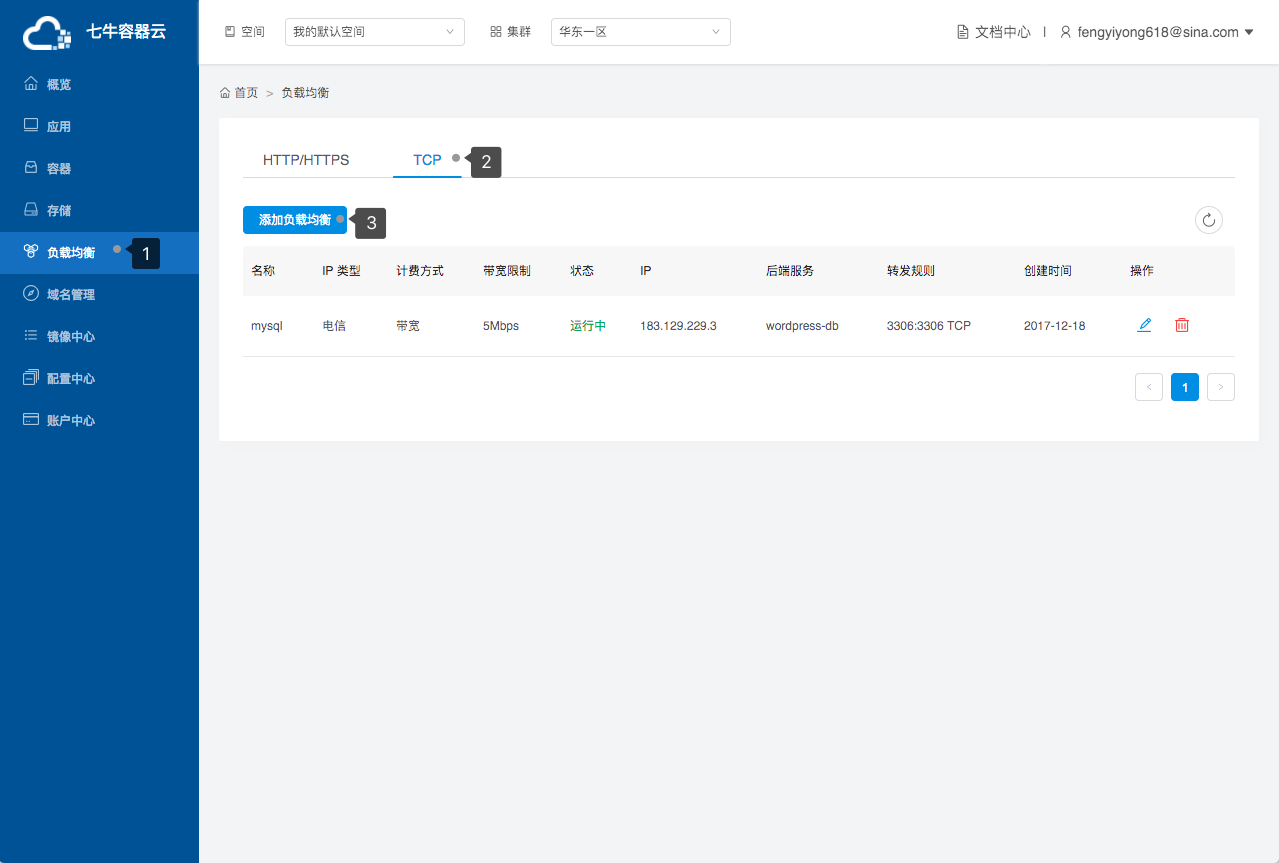 七牛容器云
空间 我的默认空间 集群 华东一区 文档中心 | fengyiyong618@sina.com
概览
应用
容器
存储
负载均衡 1
域名管理
镜像中心
配置中心
账户中心
首页 > 负载均衡
HTTP/HTTPS TCP 2
添加负载均衡 3
名称 IP 类型 计费方式 带宽限制 状态 IP 后端服务 转发规则 创建时间 操作
mysql 电信 带宽 5Mbps 运行中 183.129.229.3 wordpress-db 3306:3306 TCP 2017-12-18
< 1 >